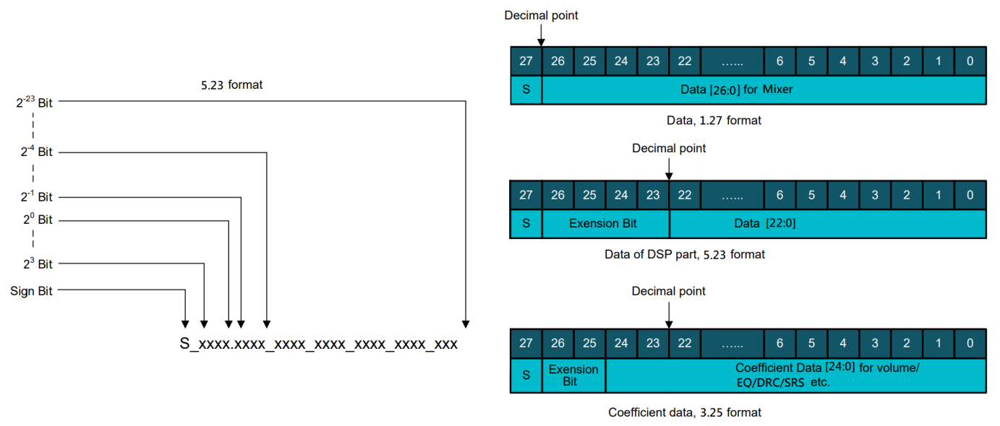 5.23 format
2-23 Bit
2-4 Bit
2-1 Bit
20 Bit
23 Bit
Sign Bit
S_xxxx.xxxx_xxxx_xxxx_xxxx_xxxx_xxx
Decimal point
27 26 25 24 23 22 …... 6 5 4 3 2 1 0
S Data [26:0] for Mixer
Data, 1.27 format
Decimal point
27 26 25 24 23 22 …... 6 5 4 3 2 1 0
S Exension Bit Data [22:0]
Data of DSP part, 5.23 format
Decimal point
27 26 25 24 23 22 …... 6 5 4 3 2 1 0
S Exension Bit Coefficient Data [24:0] for volume/
EQ/DRC/SRS etc.
Coefficient data, 3.25 format